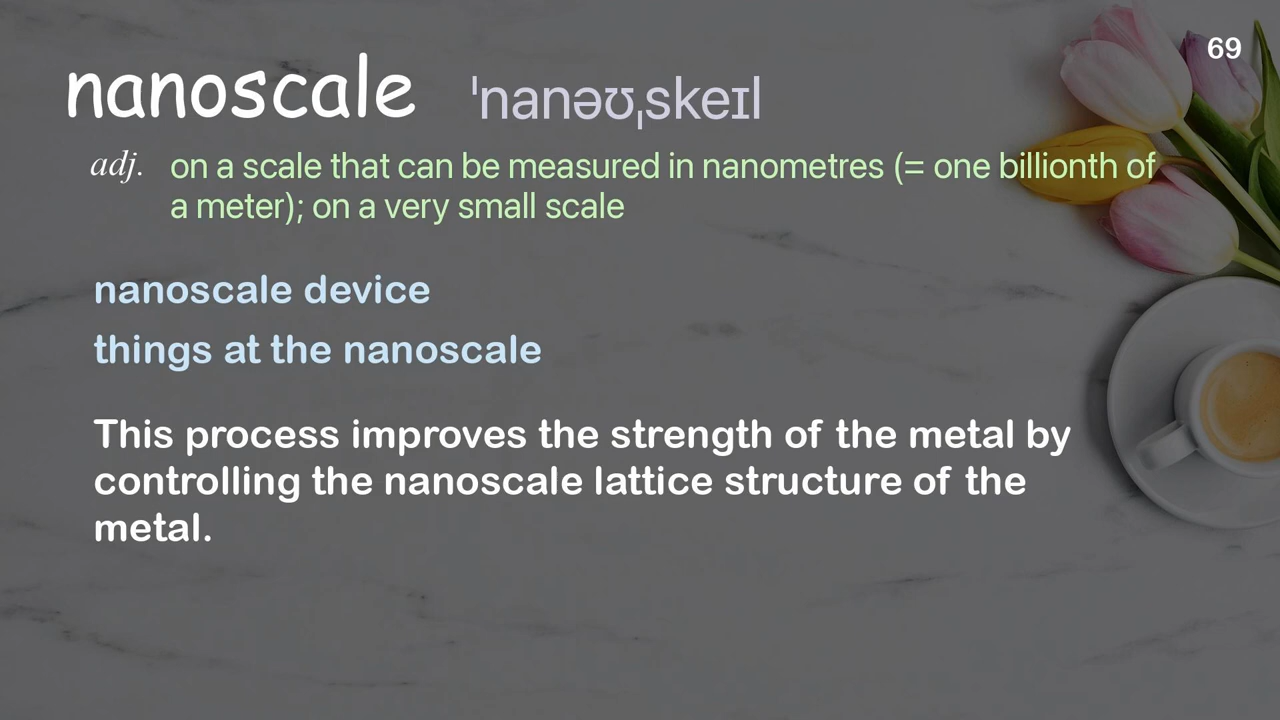 69
nanoscale ˈnanəʊˌskeɪl
adj. on a scale that can be measured in nanometres (= one billionth of
a meter); on a very small scale
nanoscale device
things at the nanoscale
This process improves the strength of the metal by
controlling the nanoscale lattice structure of the
metal.